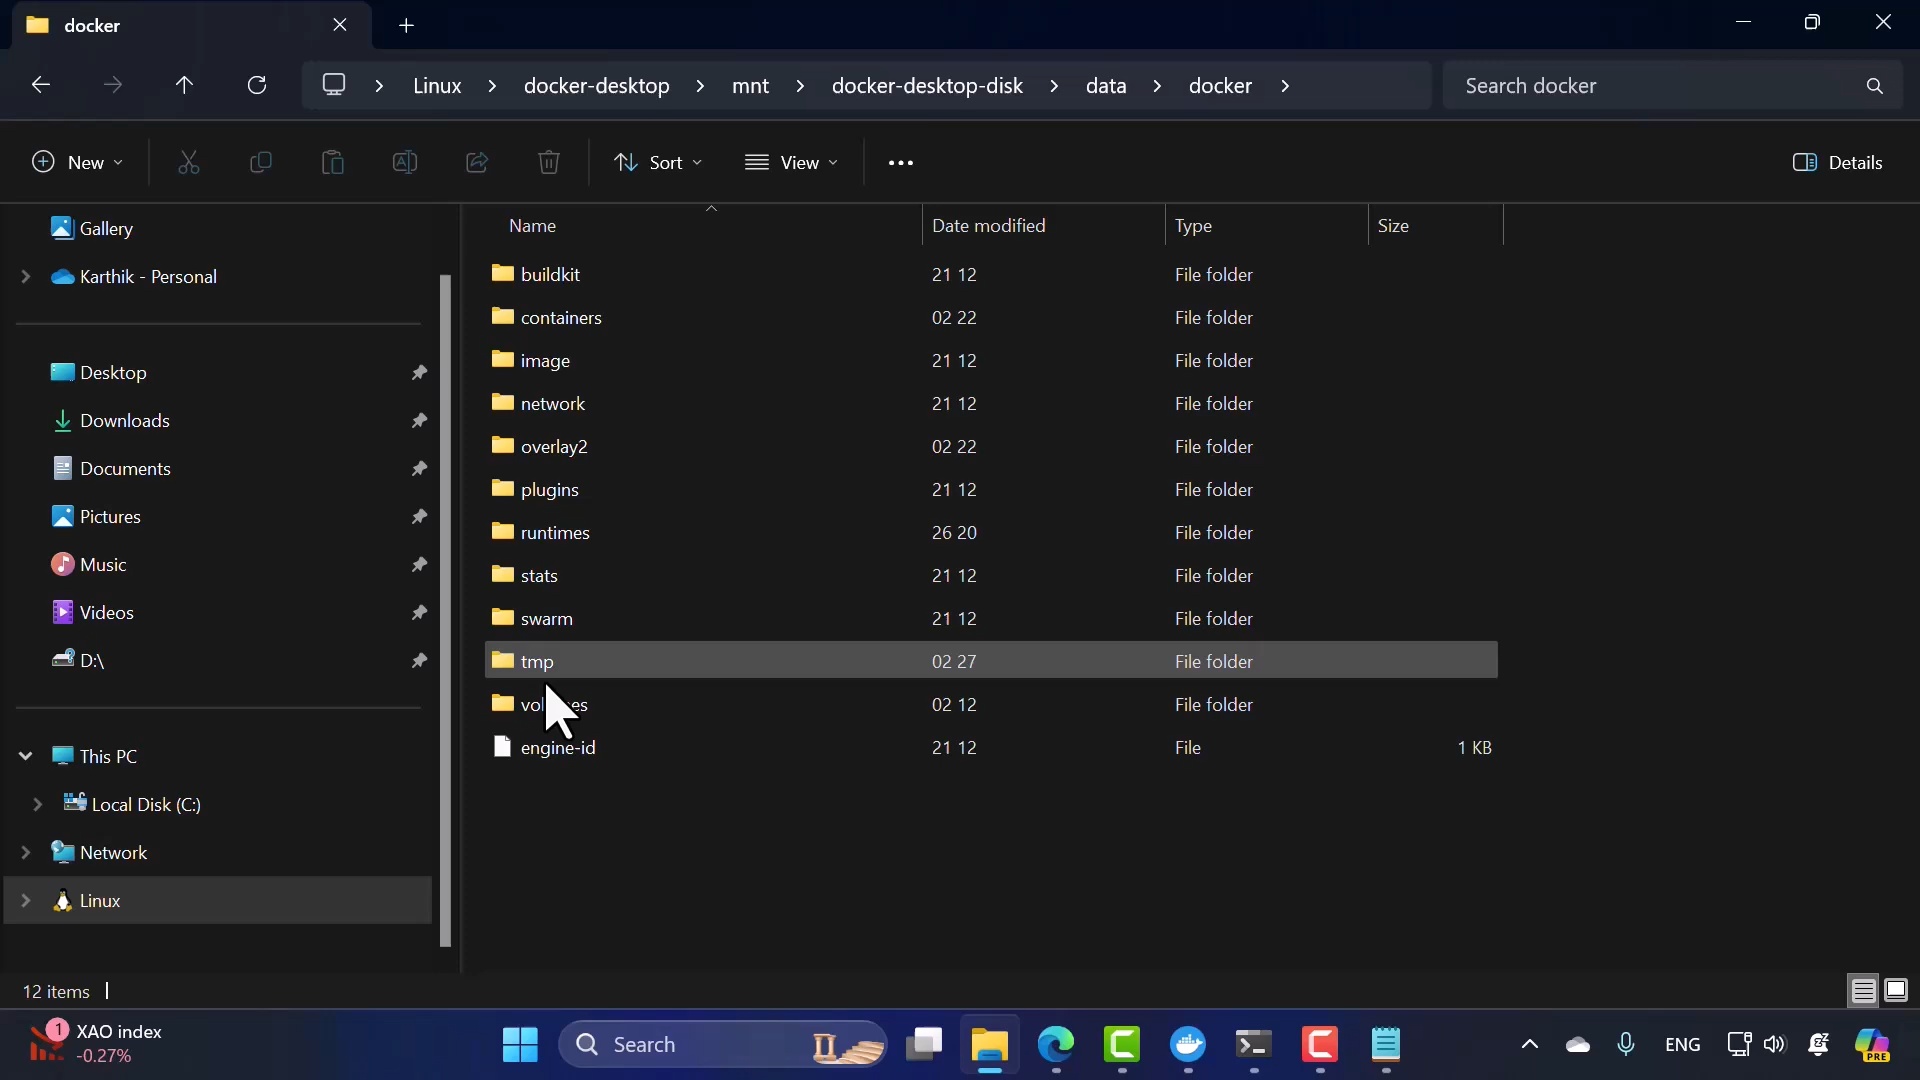 docker
Linux > docker-desktop > mnt > docker-desktop-disk > data > docker >
Search docker
New
Sort
View
Details
Gallery
Karthik - Personal
Desktop
Downloads
Documents
Pictures
Music
Videos
D:\
This PC
Local Disk (C:)
Network
Linux
Name Date modified Type Size
buildkit 21 12 File folder
containers 02 22 File folder
image 21 12 File folder
network 21 12 File folder
overlay2 02 22 File folder
plugins 21 12 File folder
runtimes 26 20 File folder
stats 21 12 File folder
swarm 21 12 File folder
tmp 02 27 File folder
02 12 File folder
engine-id 21 12 File 1 KB
12 items
1
XAO index
-0.27%
Search
ENG
PRE